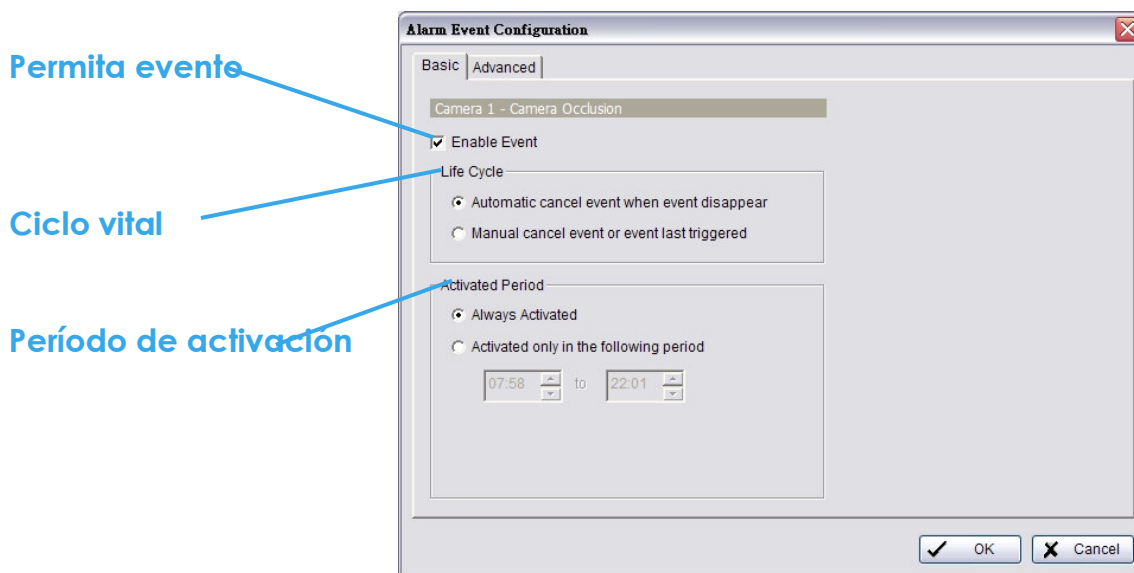 Alarm Event Configuration
Permita evento
Basic
Advanced
Camera 1 - Camera Occlusion
Enable Event
Life Cycle
Automatic cancel event when event disappear
Ciclo vital
Manual cancel event or event last triggered
Activated Period
Always Activated
Período de activación
Activated only in the following period
07:58 to 22:01
OK
Cancel